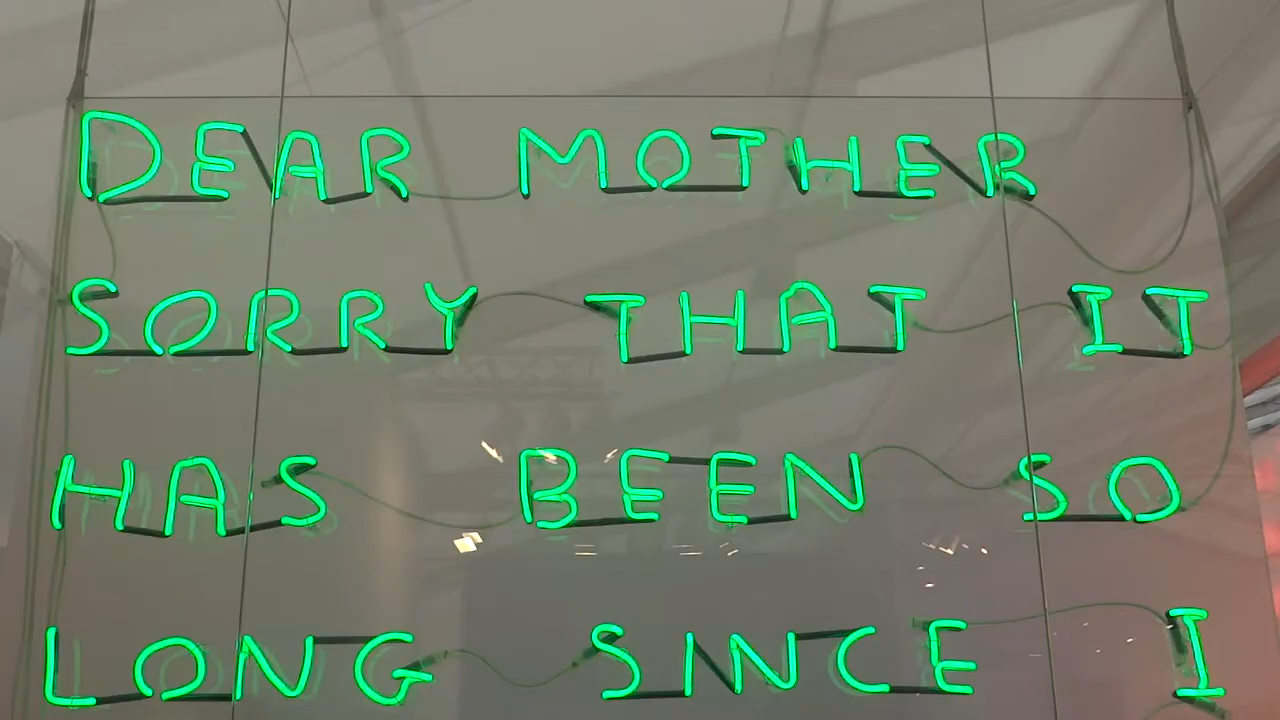 DEAR MOTHER
SORRY THAT IT
HAS BEEN SO
LONG SINCE I